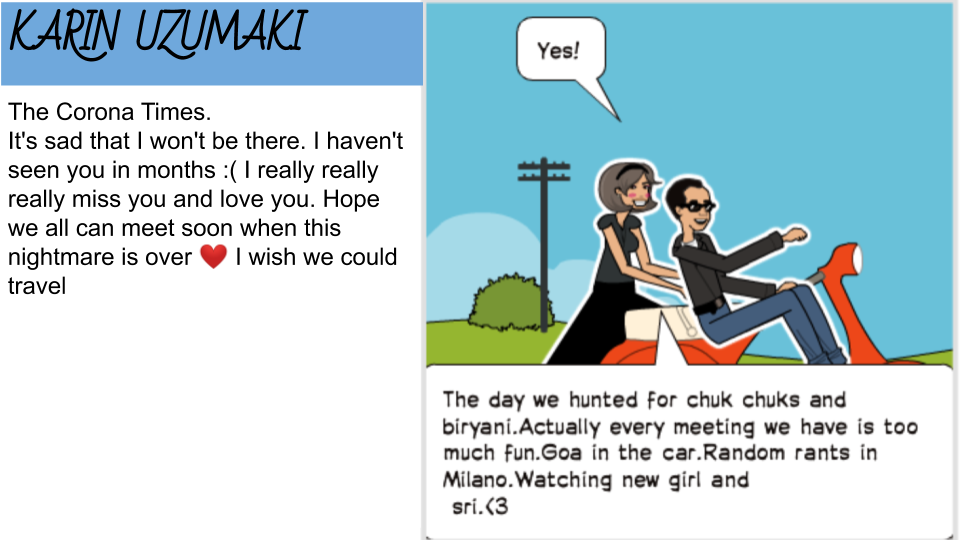 KARIN UZUMAKI
The Corona Times.
It's sad that I won't be there. I haven't
seen you in months :( I really really
really miss you and love you. Hope
we all can meet soon when this
nightmare is over ❤️ I wish we could
travel
Yes!
The day we hunted for chuk chuks and
biryani.Actually every meeting we have is too
much fun.Goa in the car.Random rants in
Milano.Watching new girl and
sri.<3